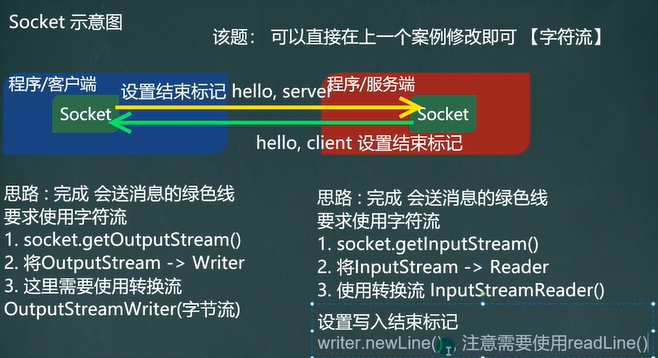 Socket 示意图
该题： 可以直接在上一个案例修改即可 【字符流】
程序/客户端
程序/服务端
Socket
设置结束标记 hello, server
Socket
hello, client 设置结束标记
思路 : 完成 会送消息的绿色线
要求使用字符流
1. socket.getOutputStream()
2. 将OutputStream -> Writer
3. 这里需要使用转换流
OutputStreamWriter(字节流)
思路 : 完成 会送消息的绿色线
要求使用字符流
1. socket.getInputStream()
2. 将InputStream -> Reader
3. 使用转换流 InputStreamReader()
设置写入结束标记
writer.newLine() , 注意需要使用readLine()